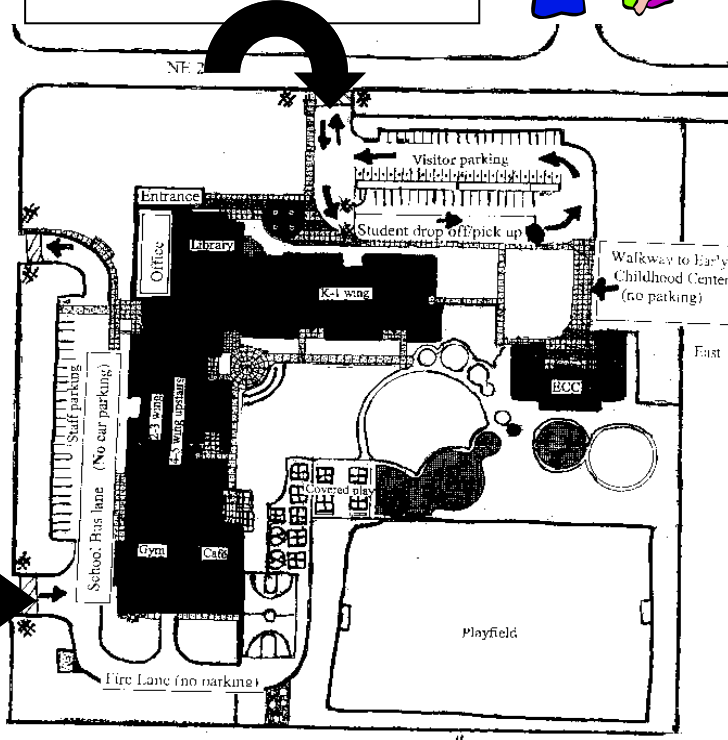 NE 2
Visitor parking
Entrance
Student drop off/pick up
Office
Library
Walkway to Early
Childhood Center
(no parking)
K-1 wing
East
ECC
Staff parking
School Bus lane (No car parking)
2-3 wing
4-5 wing upstairs
Covered play
Gym
Café
Playfield
Fire Lane (no parking)